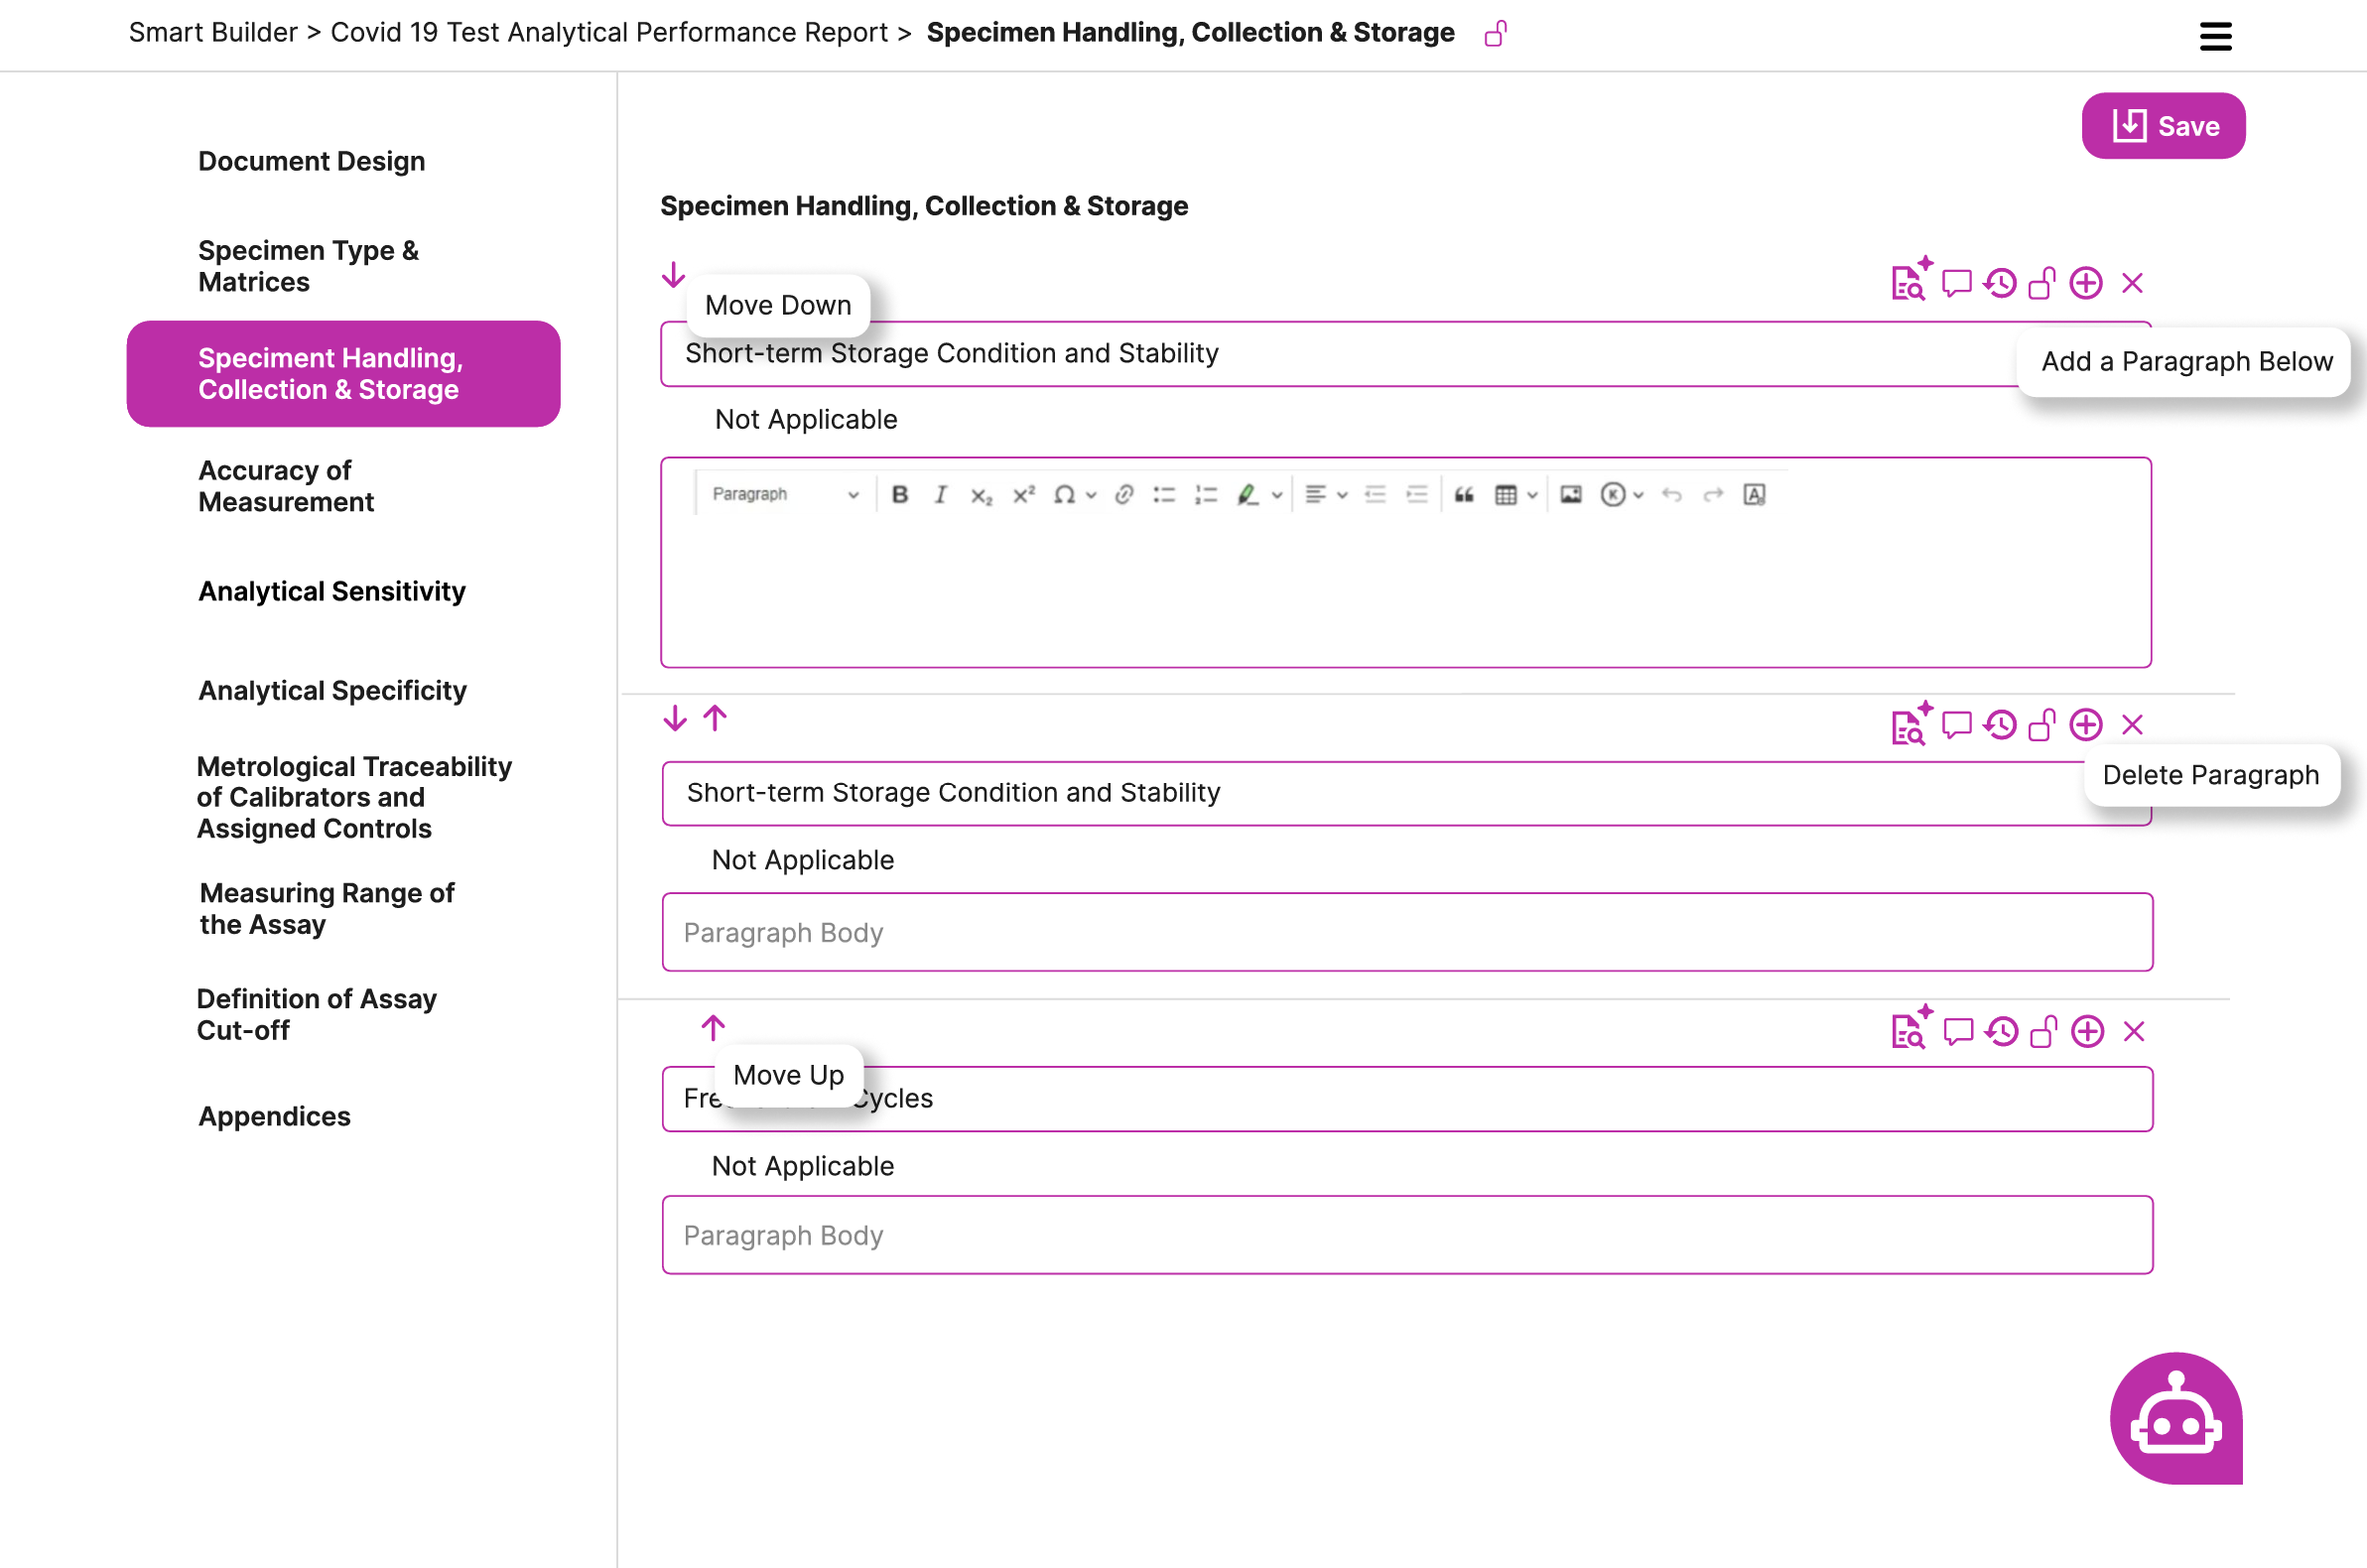 Smart Builder > Covid 19 Test Analytical Performance Report > Specimen Handling, Collection & Storage
Save
Document Design
Specimen Type &
Matrices
Speciment Handling,
Collection & Storage
Accuracy of
Measurement
Analytical Sensitivity
Analytical Specificity
Metrological Traceability
of Calibrators and
Assigned Controls
Measuring Range of
the Assay
Definition of Assay
Cut-off
Appendices
Specimen Handling, Collection & Storage
Move Down
Short-term Storage Condition and Stability
Add a Paragraph Below
Not Applicable
Paragraph
Short-term Storage Condition and Stability
Delete Paragraph
Not Applicable
Paragraph Body
Move Up
Cycles
Not Applicable
Paragraph Body